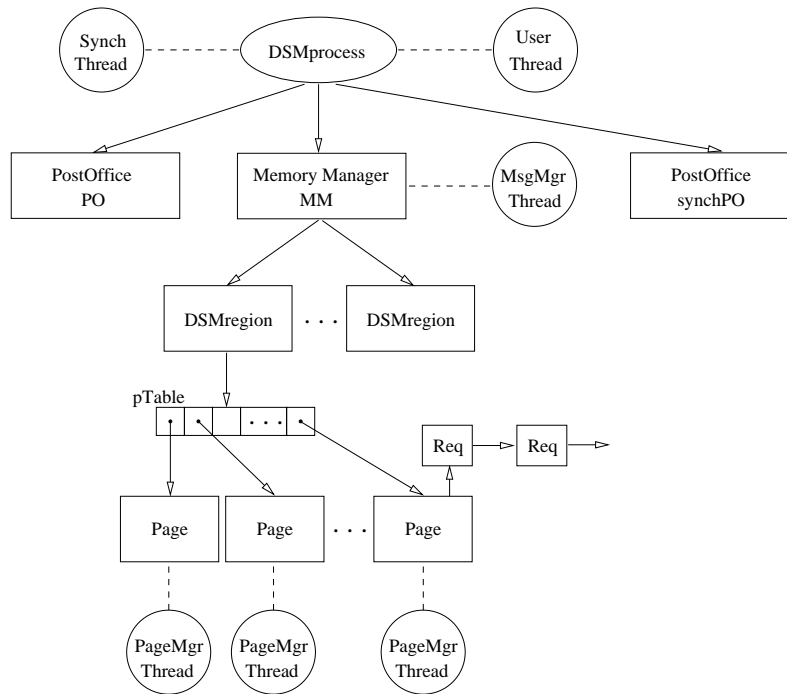 Synch
Thread
DSMprocess
User
Thread
PostOffice
PO
Memory Manager
MM
MsgMgr
Thread
PostOffice
synchPO
DSMregion
. . .
DSMregion
pTable
. . .
Req
Req
Page
Page
. . .
Page
PageMgr
Thread
PageMgr
Thread
PageMgr
Thread